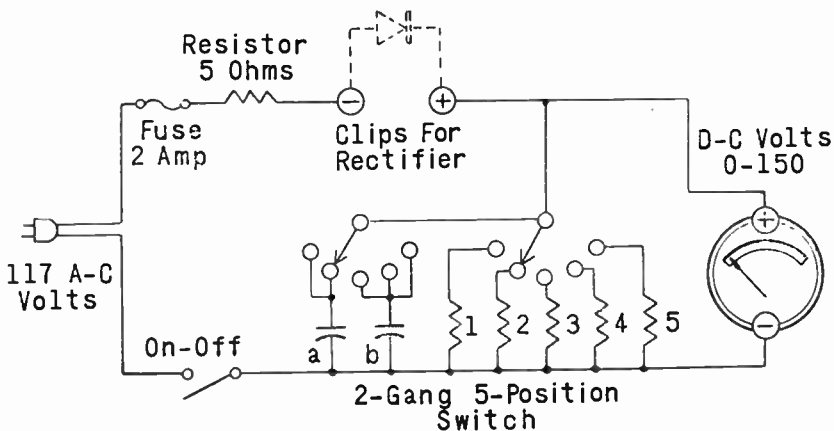 Resistor
5 Ohms
Fuse
2 Amp
−
+
Clips For
Rectifier
D-C Volts
0-150
+
−
117 A-C
Volts
On-Off
a
b
1
2
3
4
5
2-Gang 5-Position
Switch